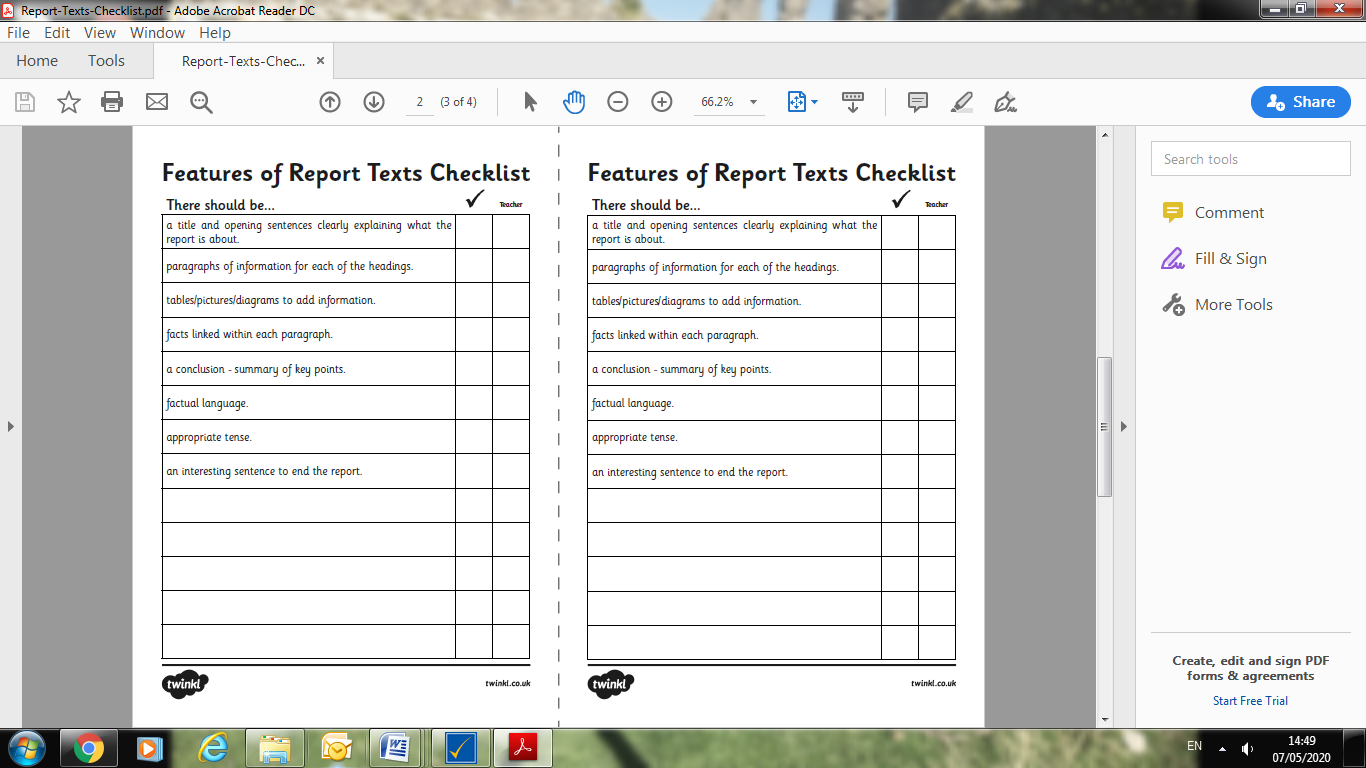 Report-Texts-Checklist.pdf - Adobe Acrobat Reader DC
File Edit View Window Help
Home Tools Report-Texts-Chec... ×
2 (3 of 4) 66.2% Share
Features of Report Texts Checklist
There should be... ✓ Teacher
a title and opening sentences clearly explaining what the
report is about.
paragraphs of information for each of the headings.
tables/pictures/diagrams to add information.
facts linked within each paragraph.
a conclusion - summary of key points.
factual language.
appropriate tense.
an interesting sentence to end the report.
twinkl twinkl.co.uk
Features of Report Texts Checklist
There should be... ✓ Teacher
a title and opening sentences clearly explaining what the
report is about.
paragraphs of information for each of the headings.
tables/pictures/diagrams to add information.
facts linked within each paragraph.
a conclusion - summary of key points.
factual language.
appropriate tense.
an interesting sentence to end the report.
twinkl twinkl.co.uk
Search tools
Comment
Fill & Sign
More Tools
Create, edit and sign PDF
forms & agreements
Start Free Trial
EN 14:49
07/05/2020